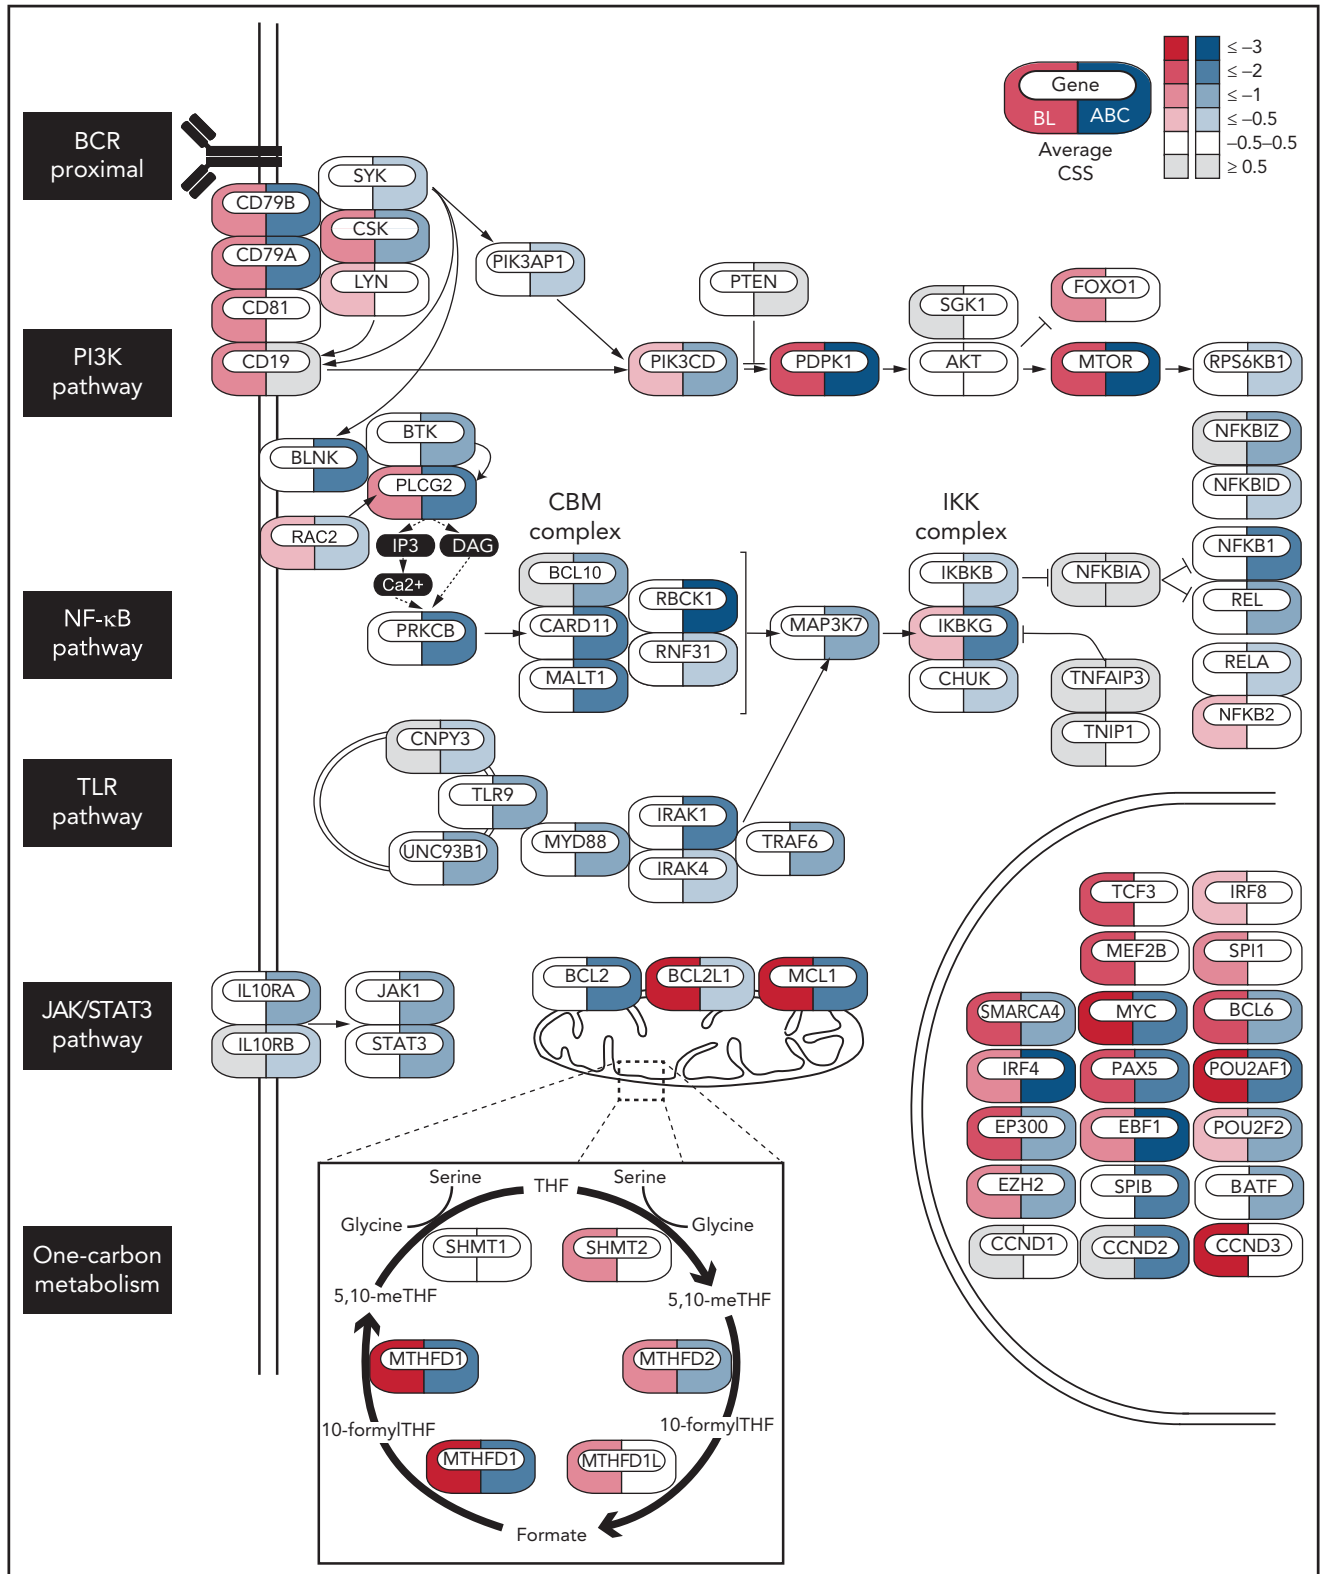 ≤ –3
≤ –2
≤ –1
≤ –0.5
–0.5–0.5
≥ 0.5
Gene
BL
ABC
Average
CSS
BCR
proximal
PI3K
pathway
NF-κB
pathway
TLR
pathway
JAK/STAT3
pathway
One-carbon
metabolism
CD79B
CD79A
CD81
CD19
SYK
CSK
LYN
PIK3AP1
PIK3CD
PTEN
PDPK1
SGK1
AKT
FOXO1
MTOR
RPS6KB1
BLNK
BTK
PLCG2
RAC2
IP3
DAG
Ca2+
PRKCB
CBM
complex
BCL10
CARD11
MALT1
RBCK1
RNF31
MAP3K7
IKK
complex
IKBKB
IKBKG
CHUK
NFKBIA
TNFAIP3
TNIP1
NFKBIZ
NFKBID
NFKB1
REL
RELA
NFKB2
CNPY3
TLR9
UNC93B1
MYD88
IRAK1
IRAK4
TRAF6
IL10RA
IL10RB
JAK1
STAT3
BCL2
BCL2L1
MCL1
TCF3
IRF8
MEF2B
SPI1
SMARCA4
MYC
BCL6
IRF4
PAX5
POU2AF1
EP300
EBF1
POU2F2
EZH2
SPIB
BATF
CCND1
CCND2
CCND3
Serine
THF
Serine
Glycine
Glycine
SHMT1
SHMT2
5,10-meTHF
5,10-meTHF
MTHFD1
MTHFD2
10-formylTHF
10-formylTHF
MTHFD1
MTHFD1L
Formate